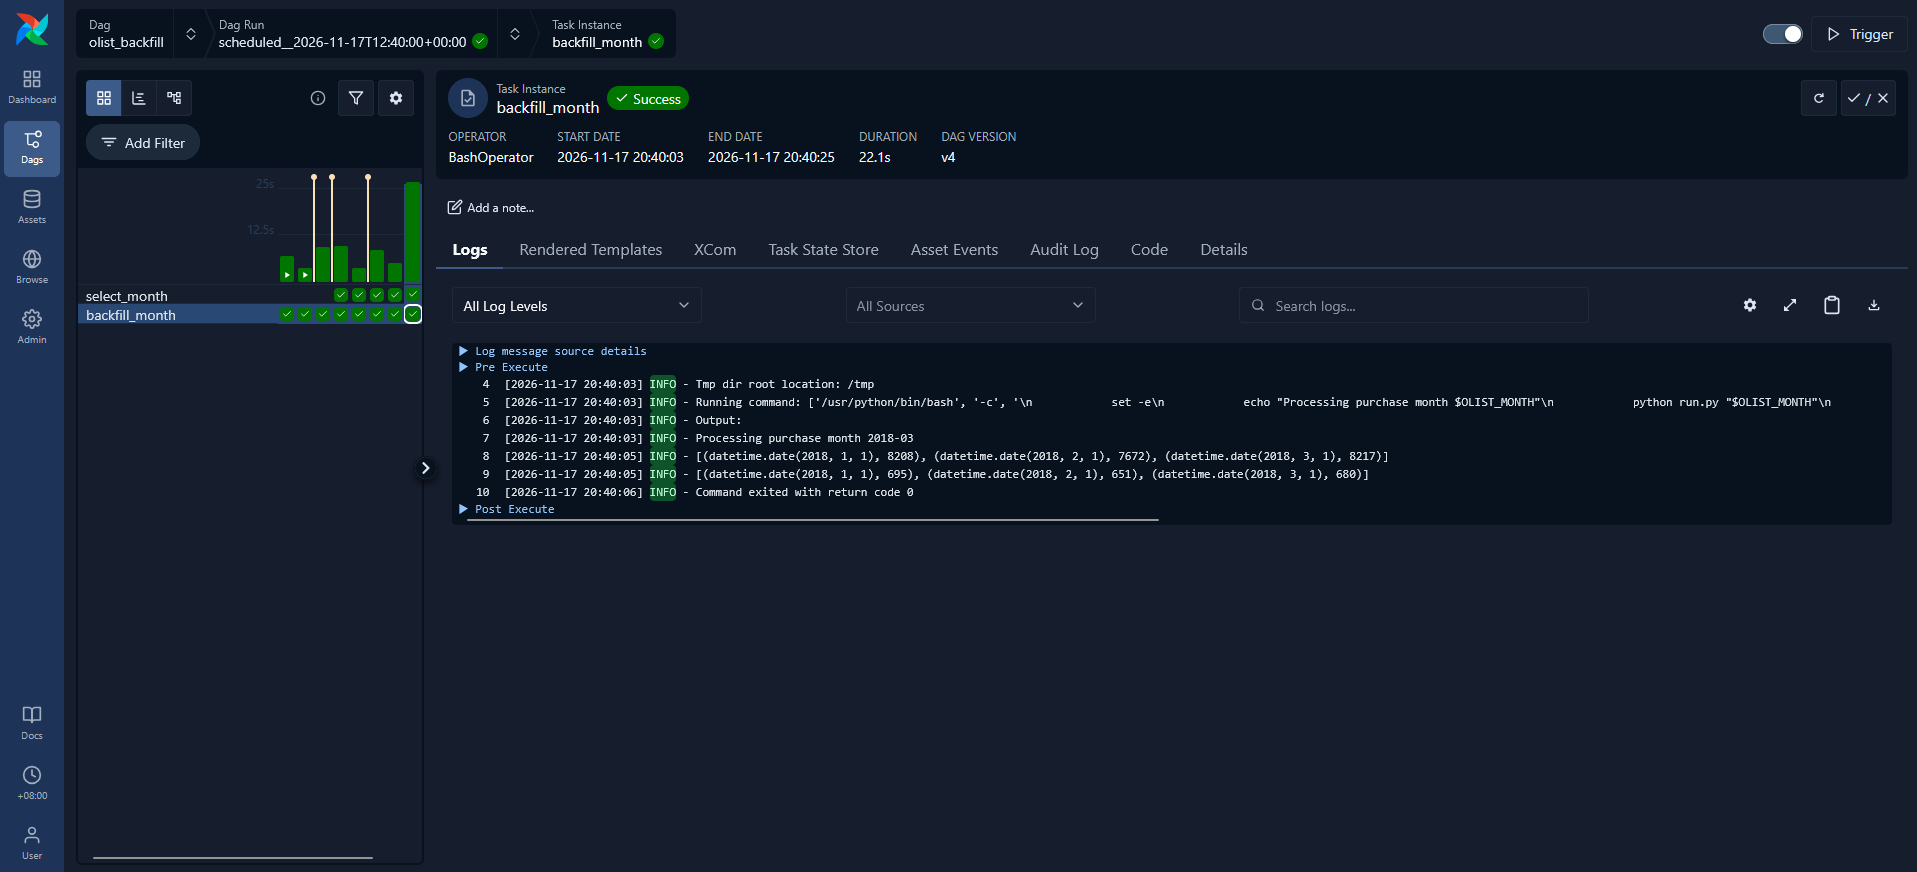 Dag
olist_backfill
Dag Run
scheduled__2026-11-17T12:40:00+00:00
Task Instance
backfill_month
Trigger
Dashboard
Dags
Assets
Browse
Admin
Docs
+08:00
User
Add Filter
25s
12.5s
select_month
backfill_month
Task Instance
backfill_month
Success
OPERATOR START DATE END DATE DURATION DAG VERSION
BashOperator 2026-11-17 20:40:03 2026-11-17 20:40:25 22.1s v4
Add a note...
Logs Rendered Templates XCom Task State Store Asset Events Audit Log Code Details
All Log Levels All Sources Search logs...
Log message source details
Pre Execute
4 [2026-11-17 20:40:03] INFO - Tmp dir root location: /tmp
5 [2026-11-17 20:40:03] INFO - Running command: ['/usr/python/bin/bash', '-c', '\n set -e\n echo "Processing purchase month $OLIST_MONTH"\n python run.py "$OLIST_MONTH"\n
6 [2026-11-17 20:40:03] INFO - Output:
7 [2026-11-17 20:40:03] INFO - Processing purchase month 2018-03
8 [2026-11-17 20:40:05] INFO - [(datetime.date(2018, 1, 1), 8208), (datetime.date(2018, 2, 1), 7672), (datetime.date(2018, 3, 1), 8217)]
9 [2026-11-17 20:40:05] INFO - [(datetime.date(2018, 1, 1), 695), (datetime.date(2018, 2, 1), 651), (datetime.date(2018, 3, 1), 680)]
10 [2026-11-17 20:40:06] INFO - Command exited with return code 0
Post Execute